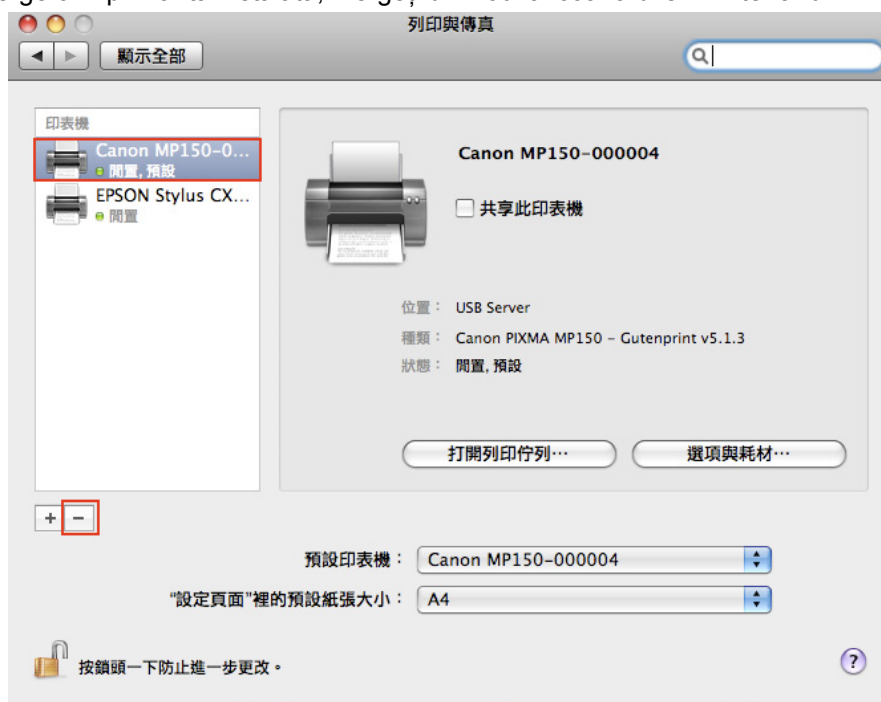 列印與傳真
顯示全部
印表機
Canon MP150-0...
閒置, 預設
EPSON Stylus CX...
閒置
Canon MP150-000004
共享此印表機
位置： USB Server
種類： Canon PIXMA MP150 - Gutenprint v5.1.3
狀態： 閒置, 預設
打開列印佇列… 選項與耗材…
+ -
預設印表機： Canon MP150-000004
“設定頁面”裡的預設紙張大小： A4
按鎖頭一下防止進一步更改。
?